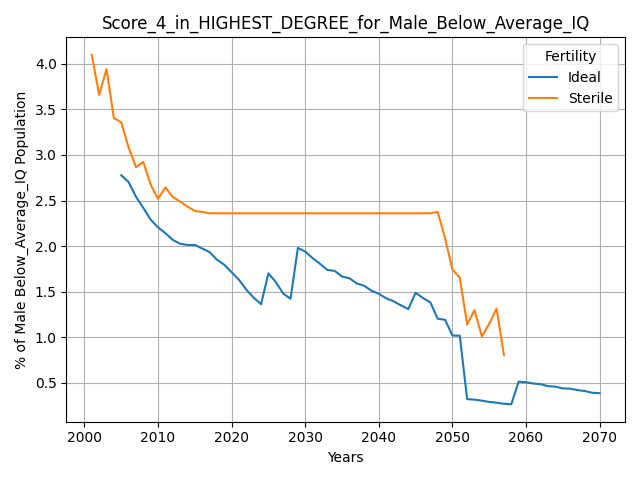 Score_4_in_HIGHEST_DEGREE_for_Male_Below_Average_IQ
% of Male Below_Average_IQ Population
4.0
3.5
3.0
2.5
2.0
1.5
1.0
0.5
Fertility
Ideal
Sterile
2000 2010 2020 2030 2040 2050 2060 2070
Years